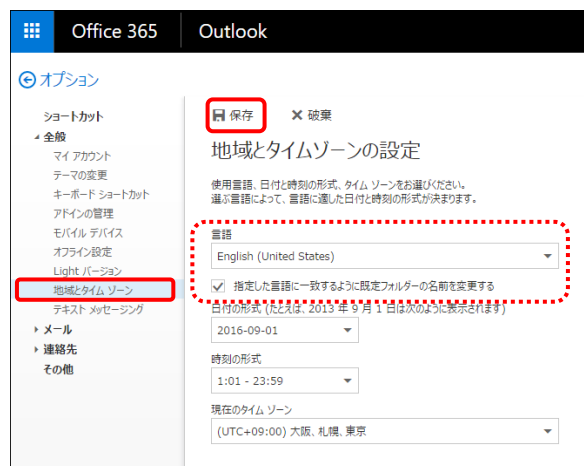 Office 365
Outlook
オプション
ショートカット
全般
マイ アカウント
テーマの変更
キーボード ショートカット
アドインの管理
モバイル デバイス
オフライン設定
Light バージョン
地域とタイム ゾーン
テキスト メッセージング
メール
連絡先
その他
保存
破棄
地域とタイムゾーンの設定
使用言語、日付と時刻の形式、タイム ゾーンをお選びください。
選ぶ言語によって、言語に適した日付と時刻の形式が決まります。
言語
English (United States)
指定した言語に一致するように既定フォルダーの名前を変更する
日付の形式 (たとえば、2013 年 9 月 1 日は次のように表示されます)
2016-09-01
時刻の形式
1:01 - 23:59
現在のタイム ゾーン
(UTC+09:00) 大阪、札幌、東京